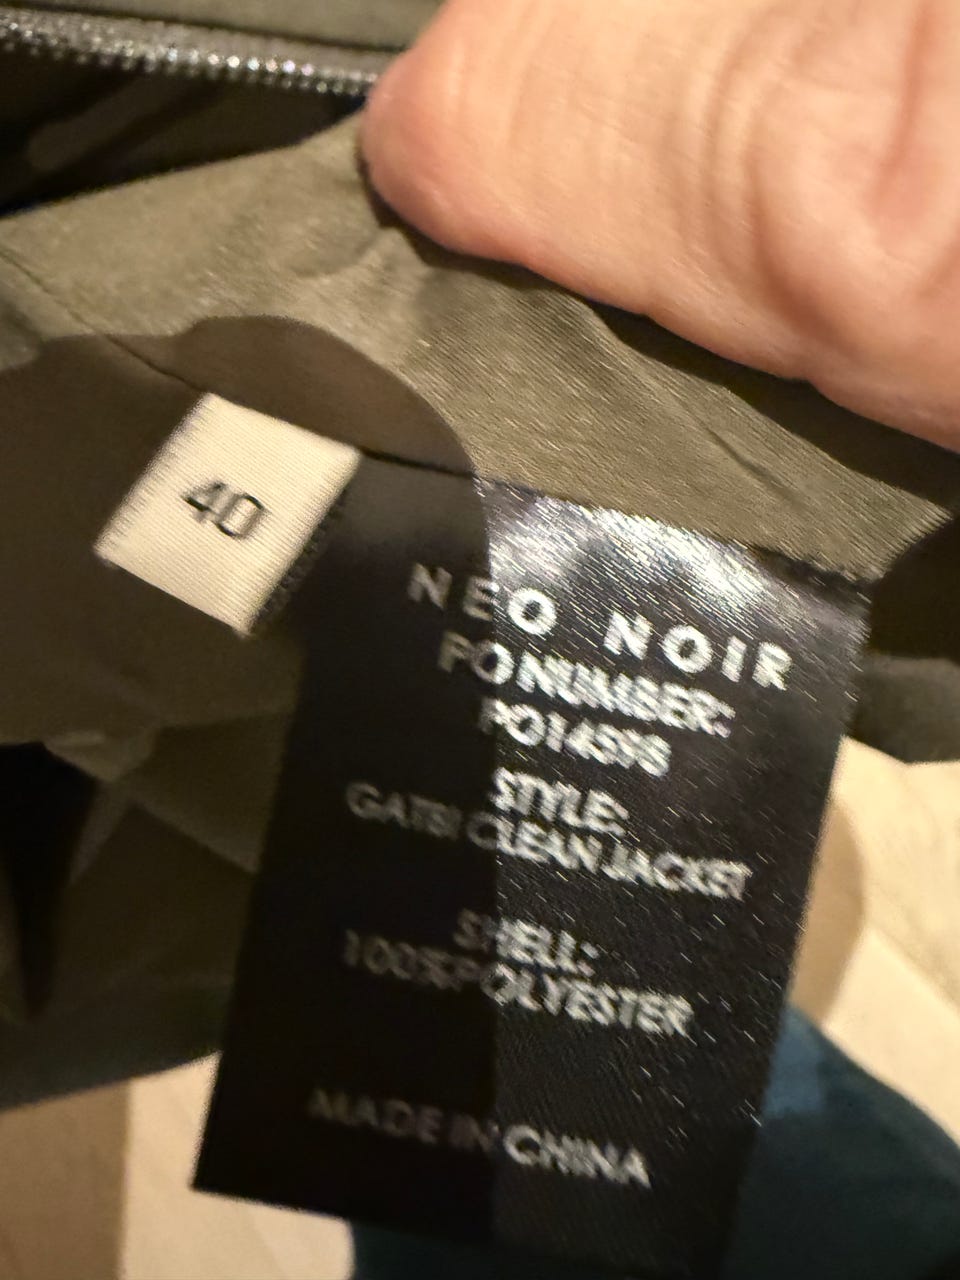 40
NEO NOIR
PO NUMBER:
STYLE:
GATSI CLEAN JACKET
SHELL:
100%POLYESTER
MADE IN CHINA